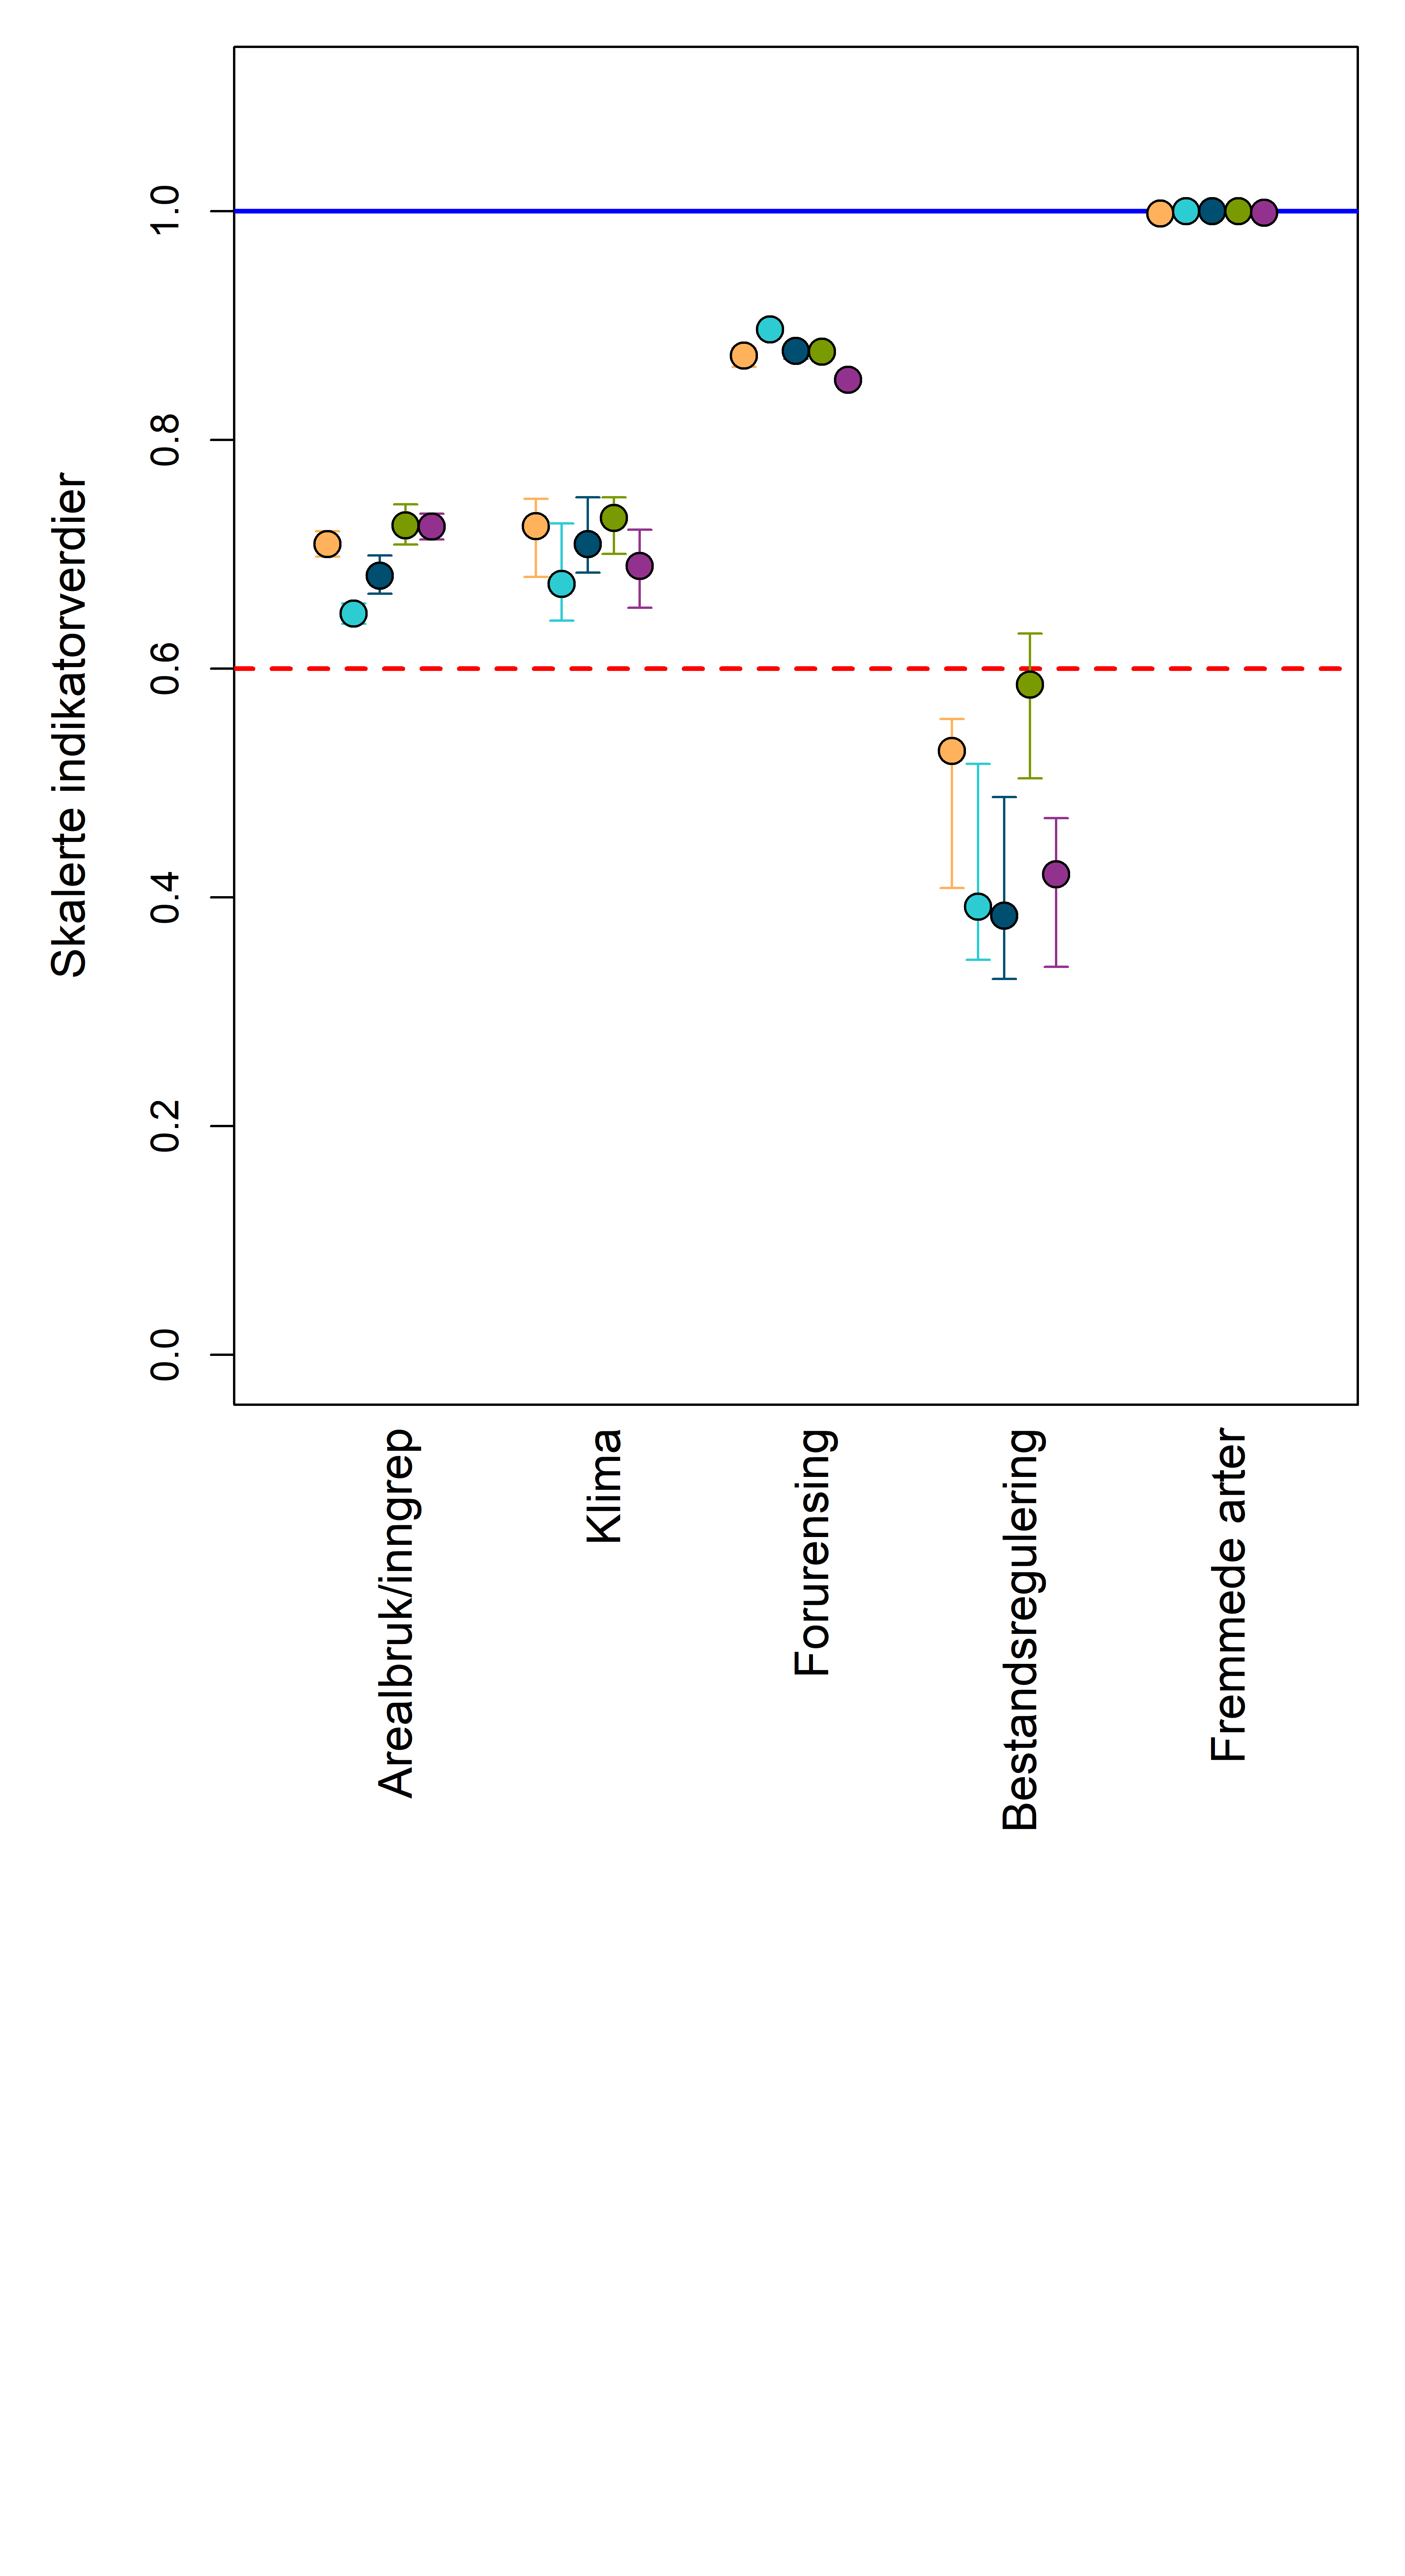 Skalerte indikatorverdier
1.0
0.8
0.6
0.4
0.2
0.0
Arealbruk/inngrep
Klima
Forurensing
Bestandsregulering
Fremmede arter